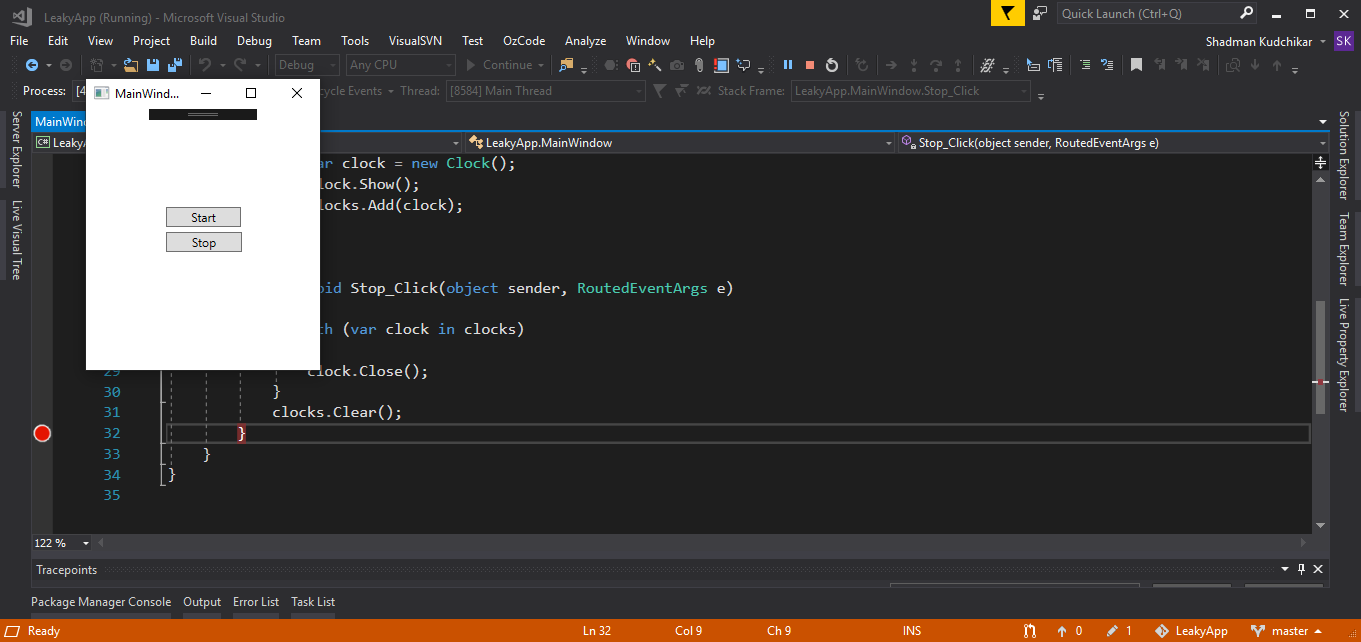 LeakyApp (Running) - Microsoft Visual Studio
Quick Launch (Ctrl+Q)
File Edit View Project Build Debug Team Tools VisualSVN Test OzCode Analyze Window Help
Shadman Kudchikar SK
Debug Any CPU Continue
Process: [4 cycle Events Thread: [8584] Main Thread Stack Frame: LeakyApp.MainWindow.Stop_Click
MainWind...
Start
Stop
MainWind
C# LeakyA LeakyApp.MainWindow Stop_Click(object sender, RoutedEventArgs e)
ar clock = new Clock();
lock.Show();
locks.Add(clock);
oid Stop_Click(object sender, RoutedEventArgs e)
ch (var clock in clocks)
29 clock.Close();
30 }
31 clocks.Clear();
32 }
33 }
34 }
35
122 %
Server Explorer
Live Visual Tree
Solution Explorer
Team Explorer
Live Property Explorer
Tracepoints
Package Manager Console Output Error List Task List
Ready Ln 32 Col 9 Ch 9 INS 0 1 LeakyApp master